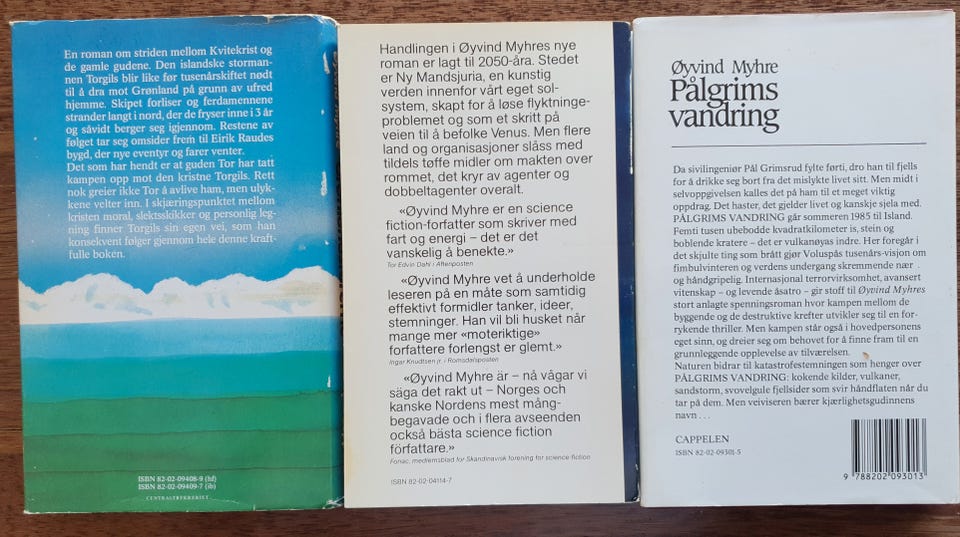 En roman om striden mellom Kvitekrist og
de gamle gudene. Den islandske storman-
nen Torgils blir like før tusenårskiftet nødt
til å dra mot Grønland på grunn av ufred
hjemme. Skipet forliser og ferdamennene
strander langt i nord, der de fryser inne i 3 år
og såvidt berger seg igjennom. Restene av
følget tar seg omsider frem til Eirik Raudes
bygd, der nye eventyr og farer venter.
Det som har hendt er at guden Tor har tatt
kampen opp mot den kristne Torgils. Rett
nok greier ikke Tor å avlive ham, men ulyk-
kene velter inn. I skjæringspunktet mellom
kristen moral, slektsskikker og personlig leg-
ning finner Torgils sin egen vei, som han
konsekvent følger gjennom hele denne kraft-
fulle boken.
ISBN 82-02-09408-9 (hf)
ISBN 82-02-09409-7 (ib)
CENTRALTRYKKERIET
Handlingen i Øyvind Myhres nye
roman er lagt til 2050-åra. Stedet
er Ny Mandsjuria, en kunstig
verden innenfor vårt eget sol-
system, skapt for å løse flyktninge-
problemet og som et skritt på
veien til å befolke Venus. Men flere
land og organisasjoner slåss med
tildels tøffe midler om makten over
rommet, det kryr av agenter og
dobbeltagenter overalt.
«Øyvind Myhre er en science
fiction-forfatter som skriver med
fart og energi – det er det
vanskelig å benekte.»
Tor Edvin Dahl i Aftenposten
«Øyvind Myhre vet å underholde
leseren på en måte som samtidig
effektivt formidler tanker, ideer,
stemninger. Han vil bli husket når
mange mer «moteriktige»
forfattere forlengst er glemt.»
Ingar Knudtsen jr. i Romsdalsposten
«Øyvind Myhre är – nå vågar vi
säga det rakt ut – Norges och
kanske Nordens mest mång-
begavade och i flera avseenden
också bästa science fiction
författare.»
Fonac, medlemsblad for Skandinavisk forening for science fiction
ISBN 82-02-04114-7
Øyvind Myhre
Pålgrims
vandring
Da sivilingeniør Pål Grimsrud fylte førti, dro han til fjells
for å drikke seg bort fra det mislykte livet sitt. Men midt i
selvoppgivelsen kalles det på ham til et meget viktig
oppdrag. Det haster, det gjelder livet og kanskje sjela med.
PÅLGRIMS VANDRING går sommeren 1985 til Island.
Femti tusen ubebodde kvadratkilometer is, stein og
boblende kratere – det er vulkanøyas indre. Her foregår i
det skjulte ting som brått gjør Voluspås tusenårs-visjon om
fimbulvinteren og verdens undergang skremmende nær
og håndgripelig. Internasjonal terrorvirksomhet, avansert
vitenskap – og levende åsatro – gir stoff til Øyvind Myhres
stort anlagte spenningsroman hvor kampen mellom de
byggende og de destruktive krefter utvikler seg til en for-
rykende thriller. Men kampen står også i hovedpersonens
eget sinn, og dreier seg om behovet for å finne fram til en
grunnleggende opplevelse av tilværelsen.
Naturen bidrar til katastrofestemningen som henger over
PÅLGRIMS VANDRING: kokende kilder, vulkaner,
sandstorm, svovelgule fjellsider som svir håndflaten når du
tar på dem. Men veiviseren bærer kjærlighetsgudinnens
navn . . .
CAPPELEN
ISBN 82-02-09301-5
9 788202 093013